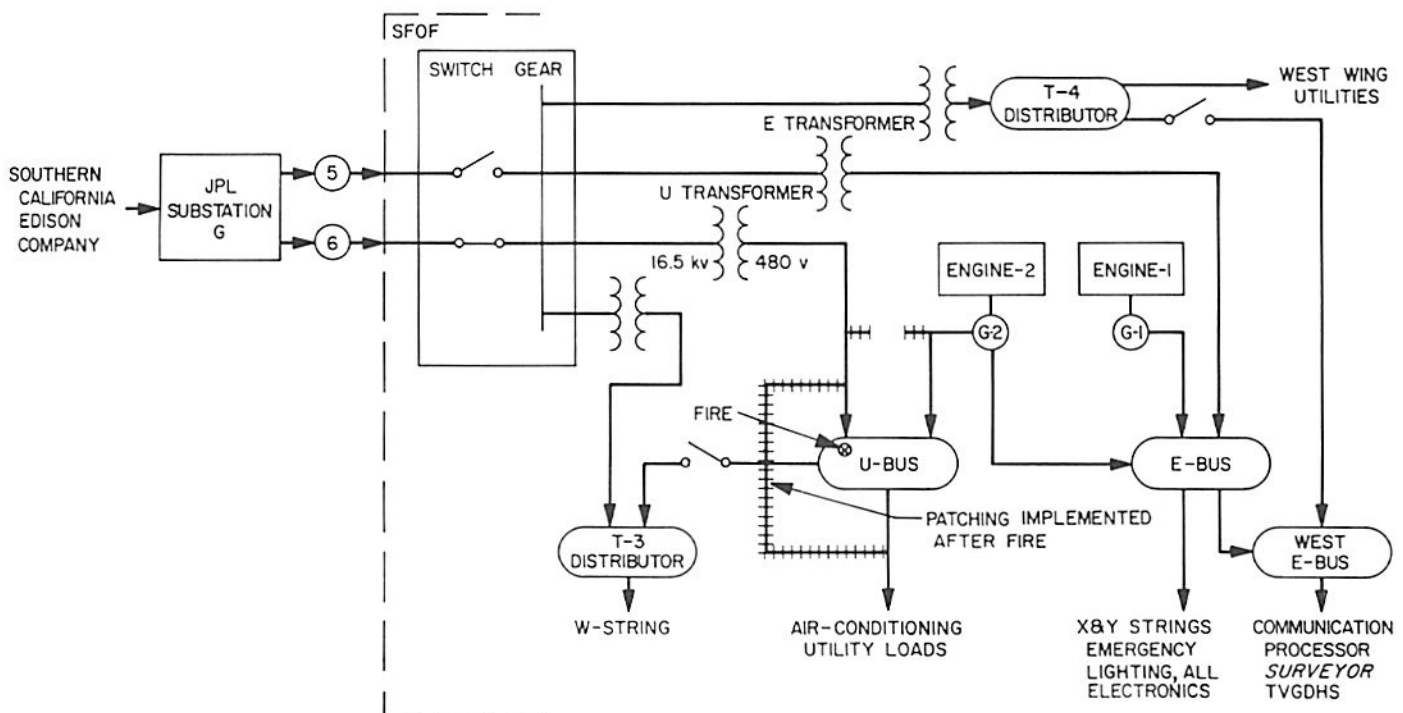 SFOF
SWITCH GEAR
T-4
DISTRIBUTOR
WEST WING
UTILITIES
E TRANSFORMER
SOUTHERN
CALIFORNIA
EDISON
COMPANY
JPL
SUBSTATION
G
5
6
U TRANSFORMER
16.5 kv
480 v
ENGINE-2
ENGINE-1
G-2
G-1
FIRE
U-BUS
E-BUS
PATCHING IMPLEMENTED
AFTER FIRE
T-3
DISTRIBUTOR
WEST
E-BUS
W-STRING
AIR-CONDITIONING
UTILITY LOADS
X&Y STRINGS
EMERGENCY
LIGHTING, ALL
ELECTRONICS
COMMUNICATION
PROCESSOR
SURVEYOR
TVGDHS